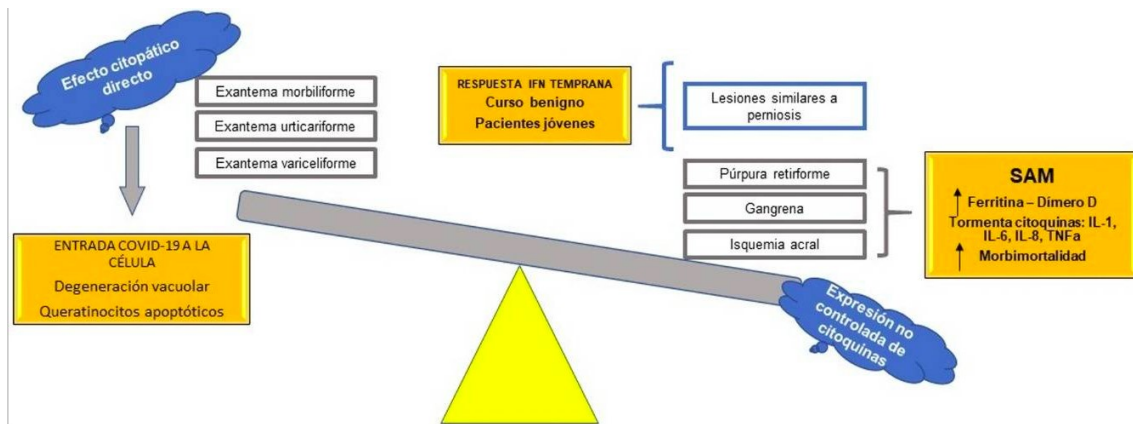 Efecto citopático
directo
Exantema morbiliforme
Exantema urticariforme
Exantema variceliforme
ENTRADA COVID-19 A LA
CÉLULA
Degeneración vacuolar
Queratinocitos apoptóticos
RESPUESTA IFN TEMPRANA
Curso benigno
Pacientes jóvenes
Lesiones similares a
perniosis
Púrpura retirforme
Gangrena
Isquemia acral
SAM
Ferritina – Dímero D
Tormenta citoquinas: IL-1,
IL-6, IL-8, TNFa
Morbimortalidad
Expresión no
controlada de
citoquinas